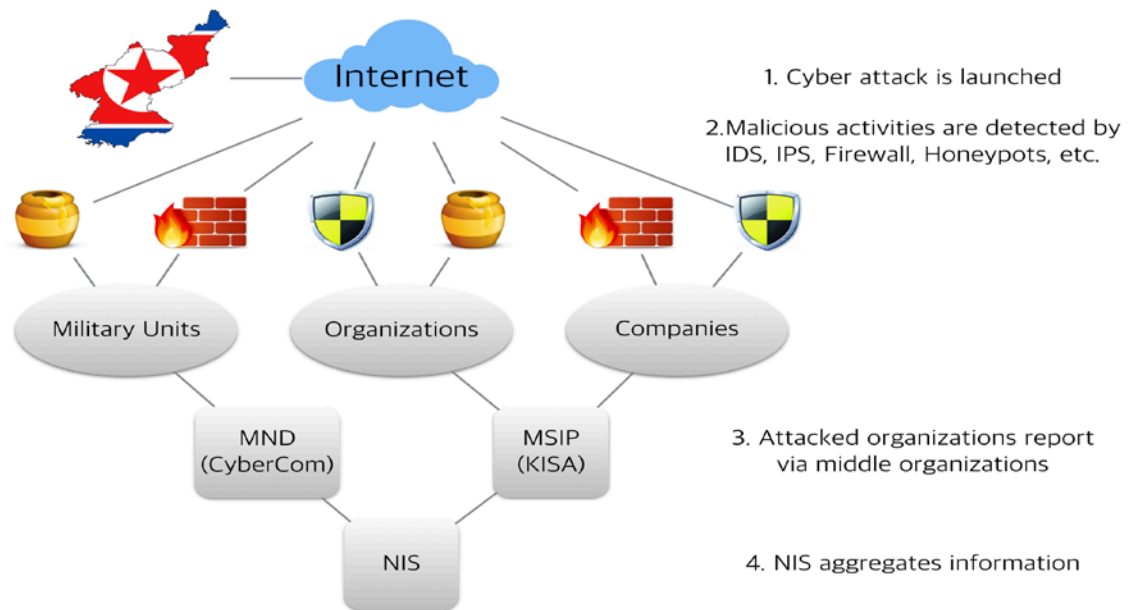 Internet
1. Cyber attack is launched
2.Malicious activities are detected by
IDS, IPS, Firewall, Honeypots, etc.
Military Units
Organizations
Companies
MND
(CyberCom)
MSIP
(KISA)
3. Attacked organizations report
via middle organizations
NIS
4. NIS aggregates information